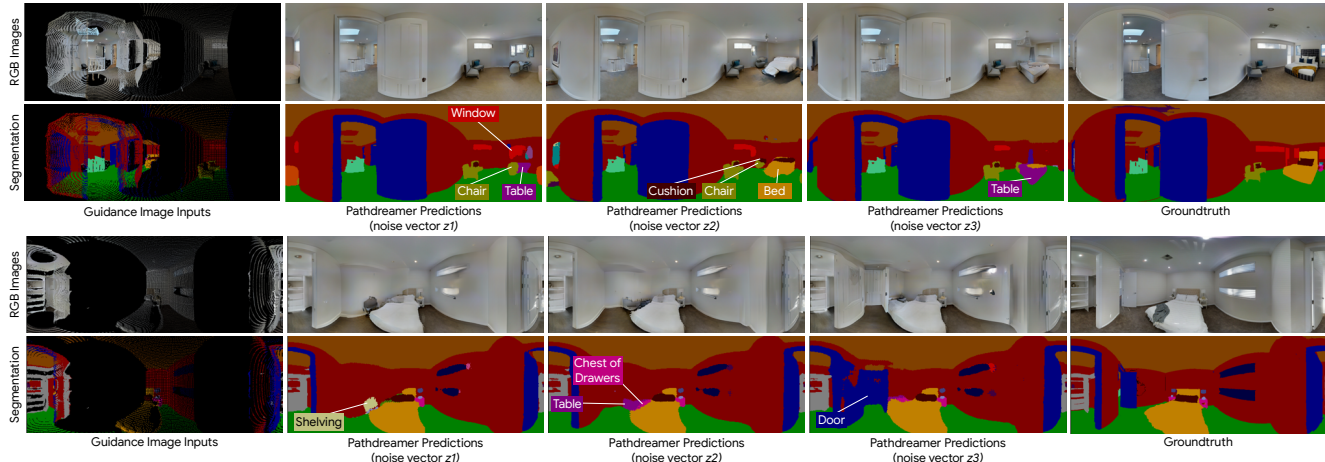 RGB Images
Segmentation
Window
Chair
Table
Cushion
Chair
Bed
Table
Guidance Image Inputs
Pathdreamer Predictions
(noise vector z1)
Pathdreamer Predictions
(noise vector z2)
Pathdreamer Predictions
(noise vector z3)
Groundtruth
RGB Images
Segmentation
Shelving
Chest of
Drawers
Table
Door
Guidance Image Inputs
Pathdreamer Predictions
(noise vector z1)
Pathdreamer Predictions
(noise vector z2)
Pathdreamer Predictions
(noise vector z3)
Groundtruth